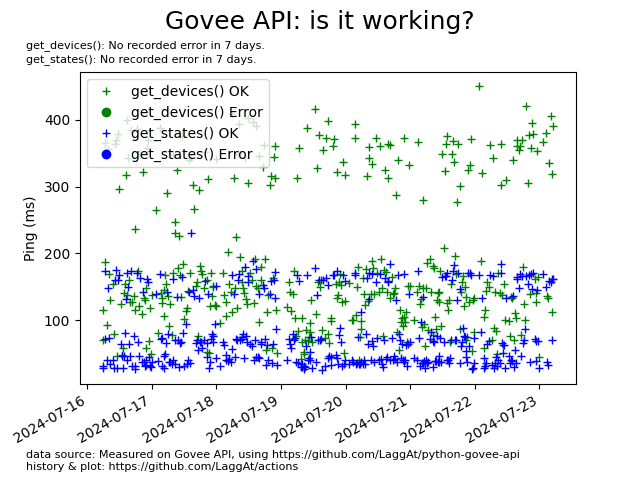 Govee API: is it working?
get_devices(): No recorded error in 7 days.
get_states(): No recorded error in 7 days.
get_devices() OK
get_devices() Error
get_states() OK
get_states() Error
Ping (ms)
400
300
200
100
2024-07-16
2024-07-17
2024-07-18
2024-07-19
2024-07-20
2024-07-21
2024-07-22
2024-07-23
data source: Measured on Govee API, using https://github.com/LaggAt/python-govee-api
history & plot: https://github.com/LaggAt/actions